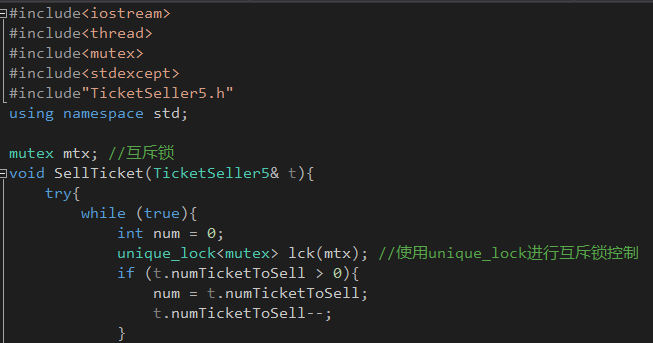 #include<iostream>
#include<thread>
#include<mutex>
#include<stdexcept>
#include"TicketSeller5.h"
using namespace std;
mutex mtx; //互斥锁
void SellTicket(TicketSeller5& t){
    try{
        while (true){
            int num = 0;
            unique_lock<mutex> lck(mtx); //使用unique_lock进行互斥锁控制
            if (t.numTicketToSell > 0){
                num = t.numTicketToSell;
                t.numTicketToSell--;
            }